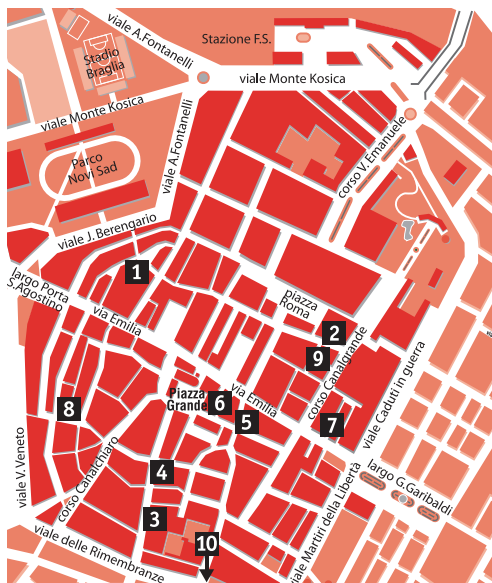 viale A.Fontanelli
Stazione F.S.
Stadio
Braglia
viale Monte Kosica
viale Monte Kosica
viale A.Fontanelli
corso V.Emanuele
Parco
Novi Sad
viale J. Berengario
1
largo Porta
S.Agostino
piazza
Roma
via Emilia
2
9
corso Canalgrande
viale Caduti in guerra
Piazza
Grande
6
via Emilia
8
5
7
corso Canalchiaro
viale V. Veneto
4
largo G.Garibaldi
3
viale Martiri della Libertà
10
viale delle Rimembranze